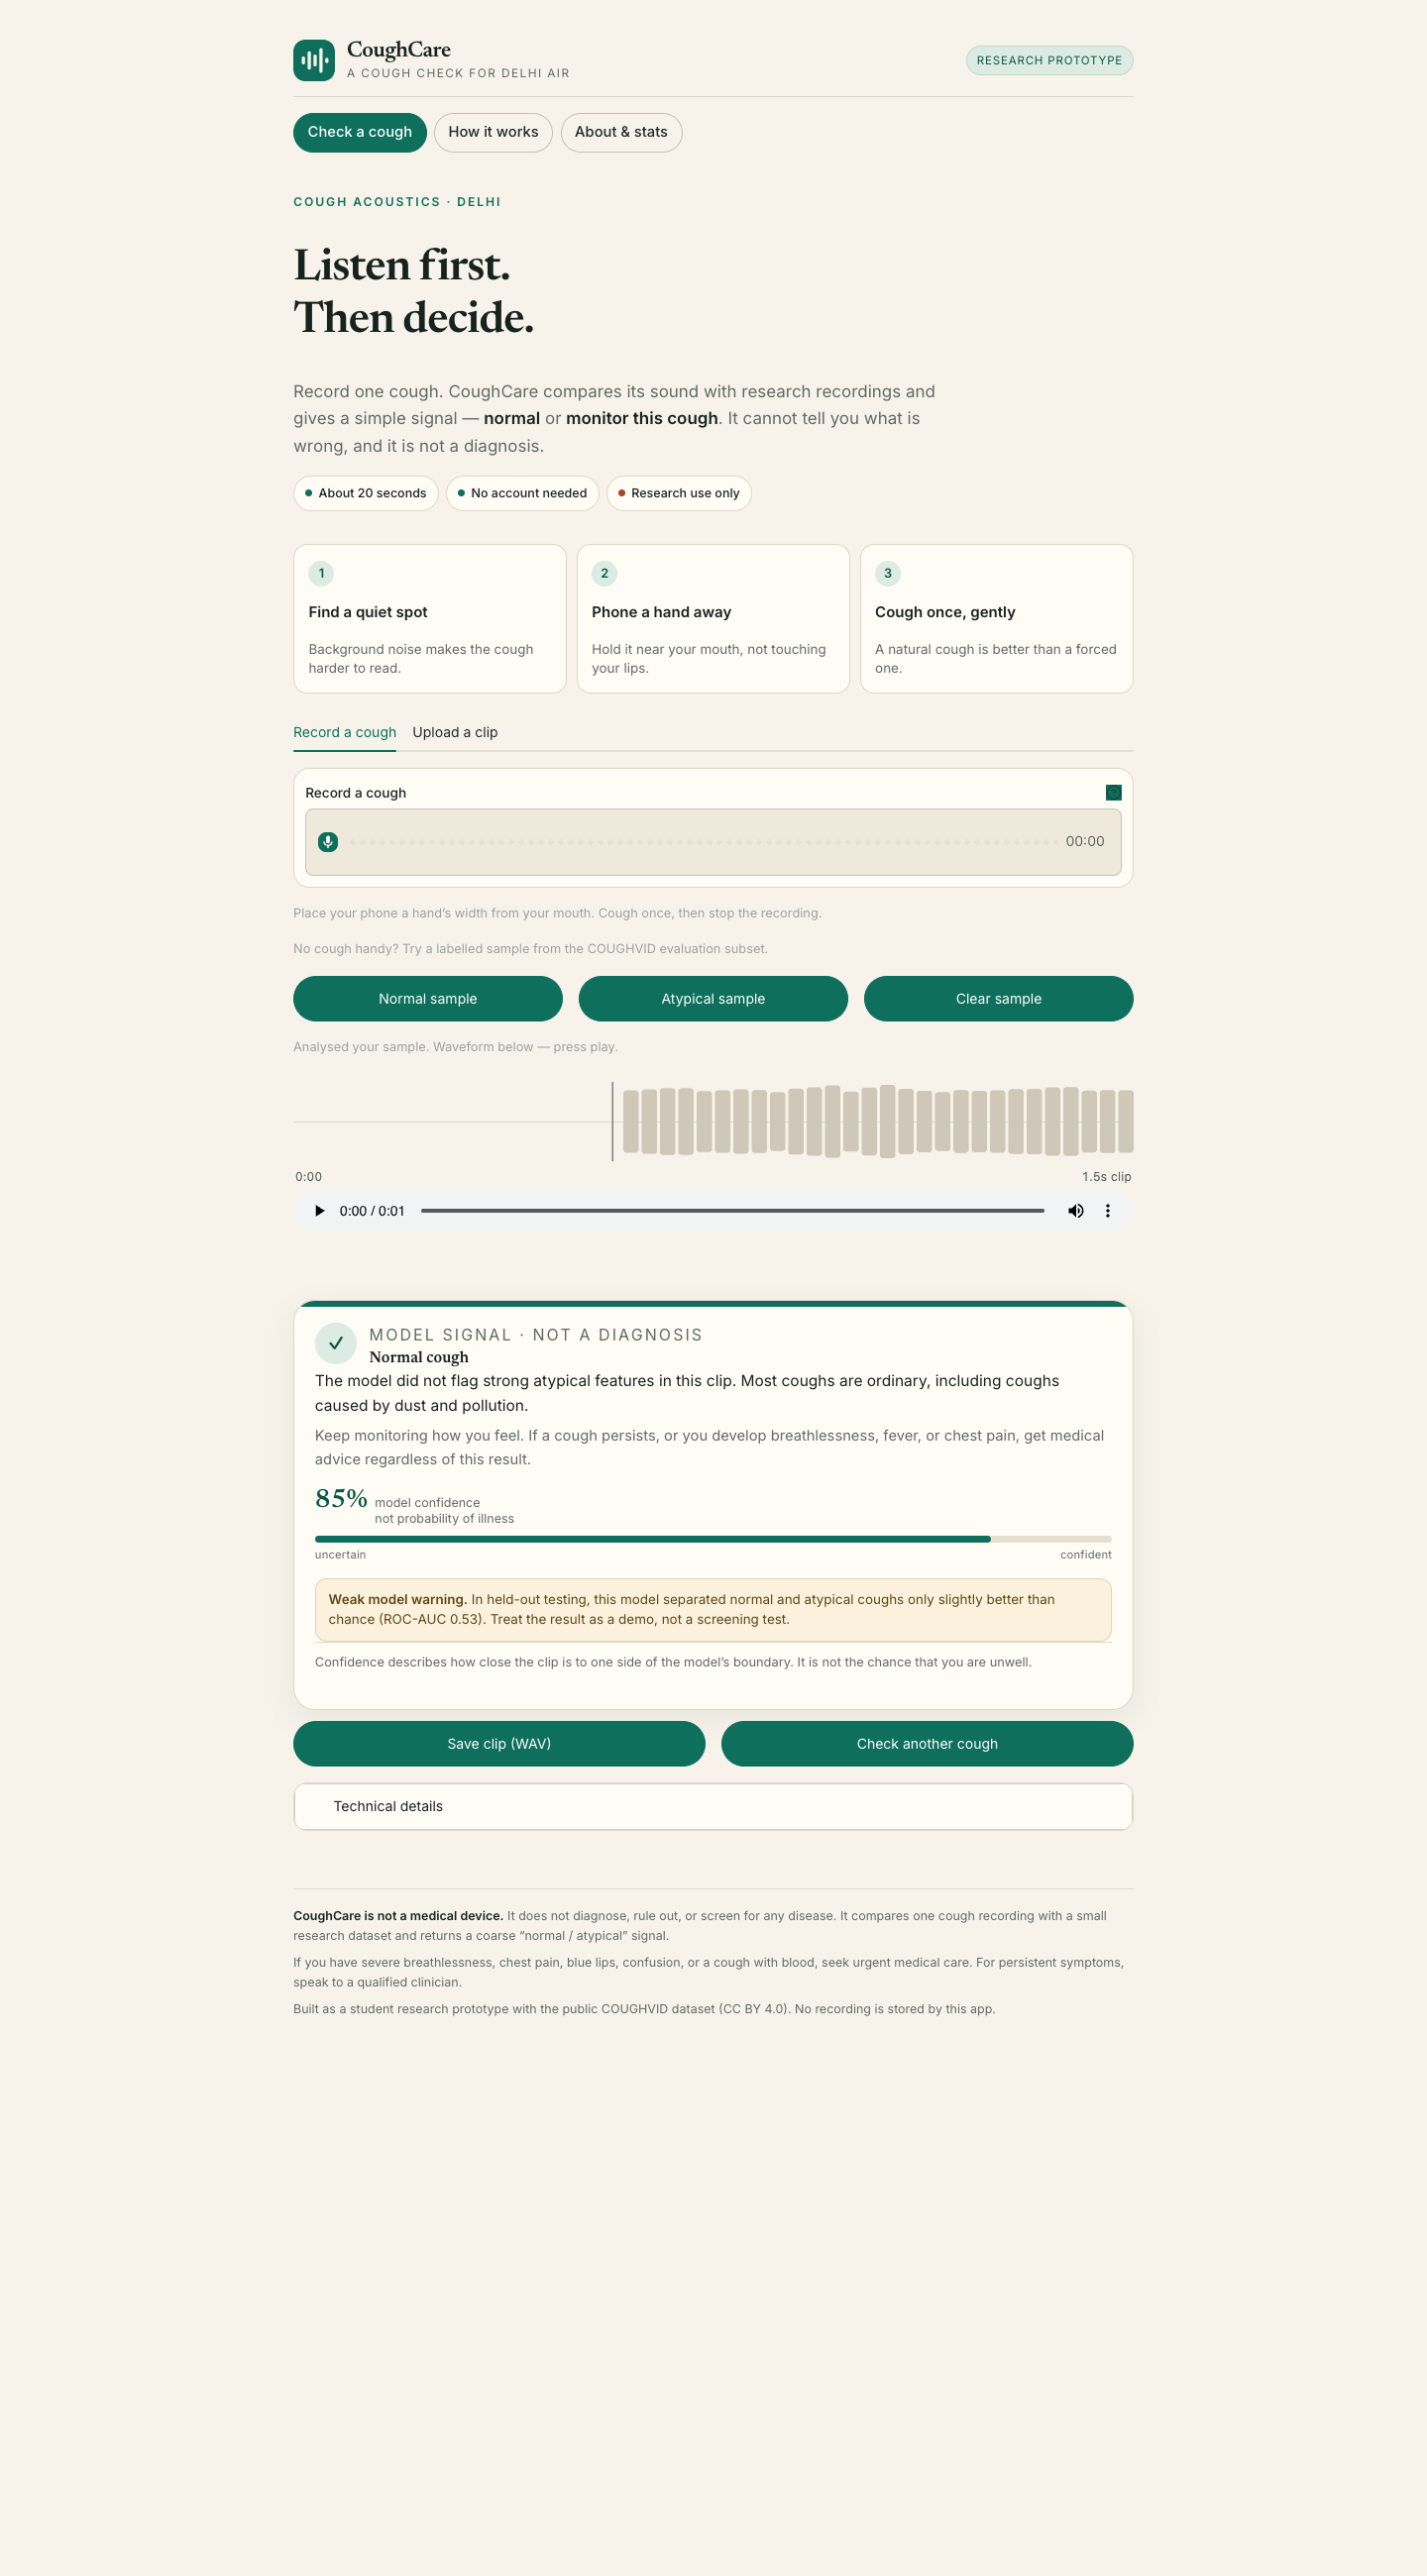 CoughCare
A COUGH CHECK FOR DELHI AIR
RESEARCH PROTOTYPE
Check a cough
How it works
About & stats
COUGH ACOUSTICS · DELHI
Listen first.
Then decide.
Record one cough. CoughCare compares its sound with research recordings and
gives a simple signal — normal or monitor this cough. It cannot tell you what is
wrong, and it is not a diagnosis.
About 20 seconds
No account needed
Research use only
1
Find a quiet spot
Background noise makes the cough
harder to read.
2
Phone a hand away
Hold it near your mouth, not touching
your lips.
3
Cough once, gently
A natural cough is better than a forced
one.
Record a cough
Upload a clip
Record a cough
00:00
Place your phone a hand’s width from your mouth. Cough once, then stop the recording.
No cough handy? Try a labelled sample from the COUGHVID evaluation subset.
Normal sample
Atypical sample
Clear sample
Analysed your sample. Waveform below — press play.
0:00
1.5s clip
0:00 / 0:01
MODEL SIGNAL · NOT A DIAGNOSIS
Normal cough
The model did not flag strong atypical features in this clip. Most coughs are ordinary, including coughs
caused by dust and pollution.
Keep monitoring how you feel. If a cough persists, or you develop breathlessness, fever, or chest pain, get medical
advice regardless of this result.
85%
model confidence
not probability of illness
uncertain
confident
Weak model warning. In held-out testing, this model separated normal and atypical coughs only slightly better than
chance (ROC-AUC 0.53). Treat the result as a demo, not a screening test.
Confidence describes how close the clip is to one side of the model’s boundary. It is not the chance that you are unwell.
Save clip (WAV)
Check another cough
Technical details
CoughCare is not a medical device. It does not diagnose, rule out, or screen for any disease. It compares one cough recording with a small
research dataset and returns a coarse “normal / atypical” signal.
If you have severe breathlessness, chest pain, blue lips, confusion, or a cough with blood, seek urgent medical care. For persistent symptoms,
speak to a qualified clinician.
Built as a student research prototype with the public COUGHVID dataset (CC BY 4.0). No recording is stored by this app.